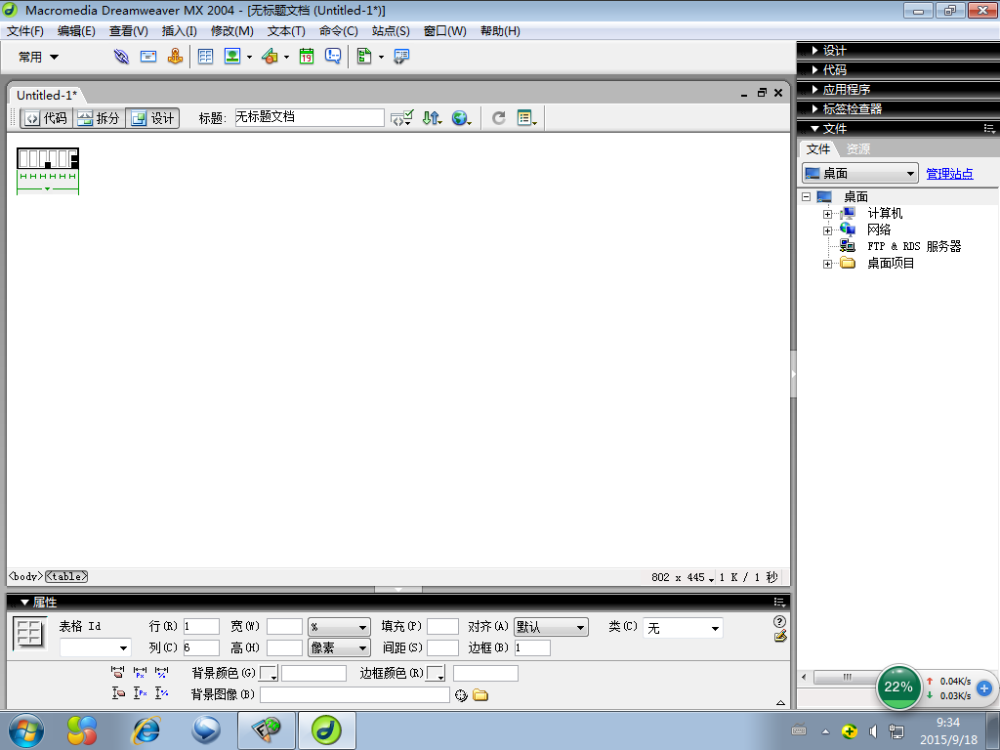 Macromedia Dreamweaver MX 2004 - [无标题文档 (Untitled-1*)]
文件(F) 编辑(E) 查看(V) 插入(I) 修改(M) 文本(T) 命令(C) 站点(S) 窗口(W) 帮助(H)
常用
19
设计
代码
应用程序
标签检查器
文件
Untitled-1*
代码 拆分 设计 标题: 无标题文档
文件 资源
桌面 管理站点
桌面
计算机
网络
FTP & RDS 服务器
桌面项目
<body> <table>
802 x 445 1 K / 1 秒
属性
表格 Id 行(R) 1 宽(W) % 填充(P) 对齐(A) 默认 类(C) 无
列(C) 6 高(H) 像素 间距(S) 边框(B) 1
背景颜色(G) 边框颜色(R)
背景图像(B)
22%
0.04K/s
0.03K/s
9:34
2015/9/18